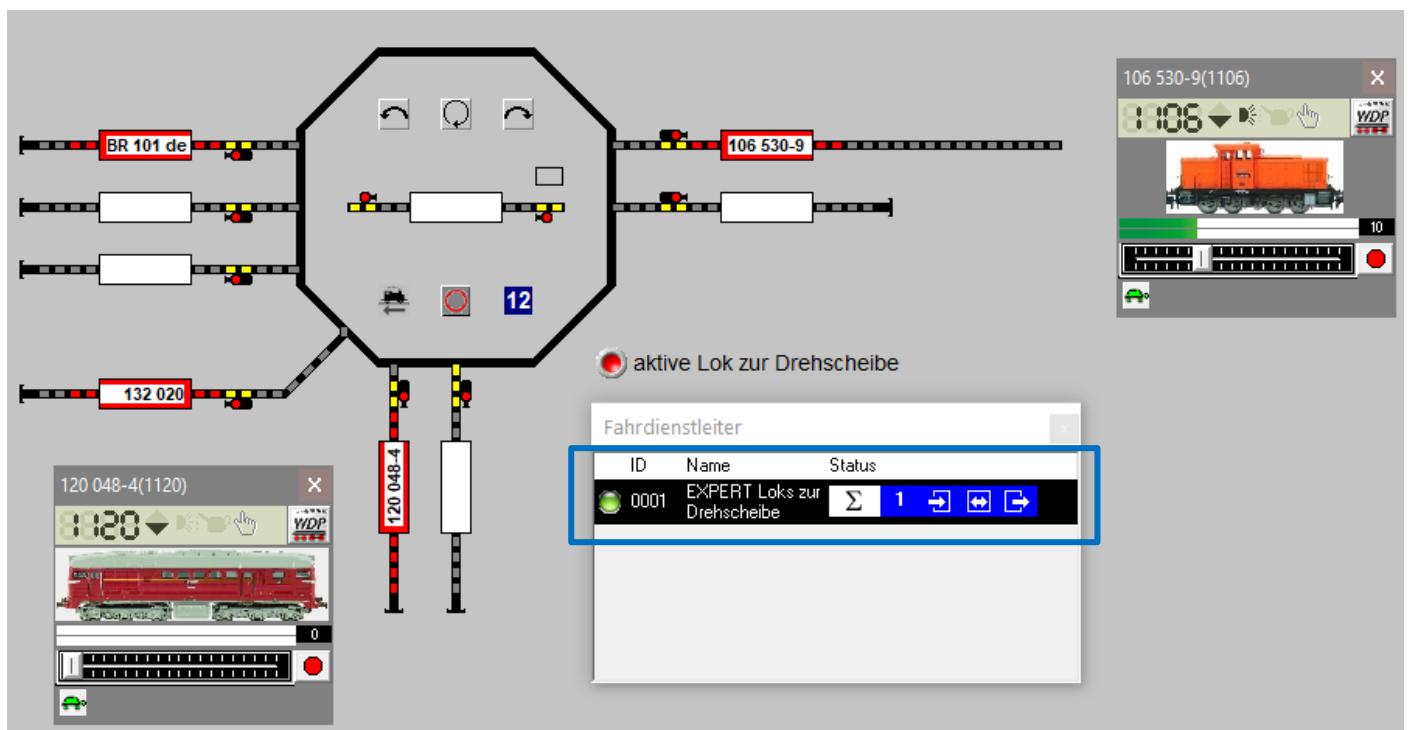 106 530-9(1106)
1106
WDP
10
BR 101 de
106 530-9
12
132 020
120 048-4
aktive Lok zur Drehscheibe
Fahrdienstleiter
ID Name Status
0001 EXPERT Loks zur Drehscheibe Σ 1
120 048-4(1120)
1120
WDP
0